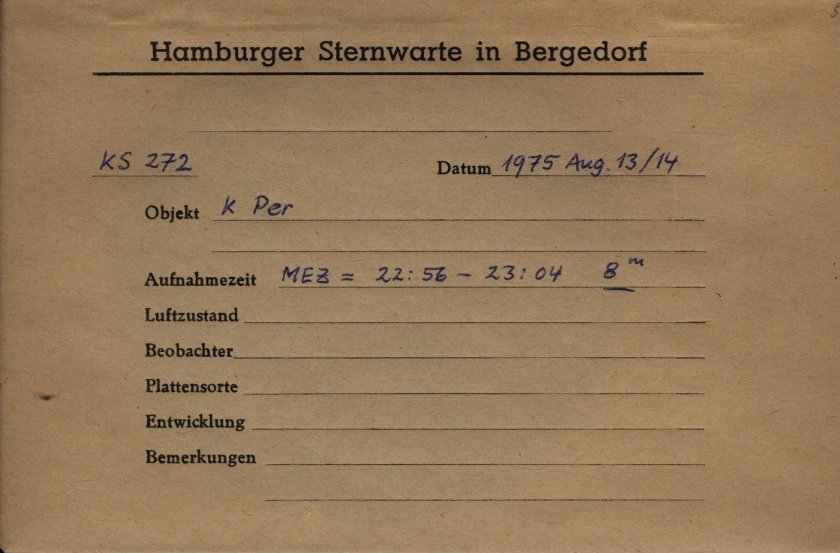 Hamburger Sternwarte in Bergedorf
KS 272 Datum 1975 Aug. 13/14
Objekt K Per
Aufnahmezeit MEZ = 22:56 - 23:04 8 m
Luftzustand
Beobachter
Plattensorte
Entwicklung
Bemerkungen